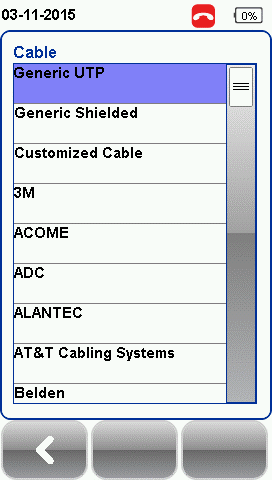 03-11-2015
0%
Cable
Generic UTP
Generic Shielded
Customized Cable
3M
ACOME
ADC
ALANTEC
AT&T Cabling Systems
Belden